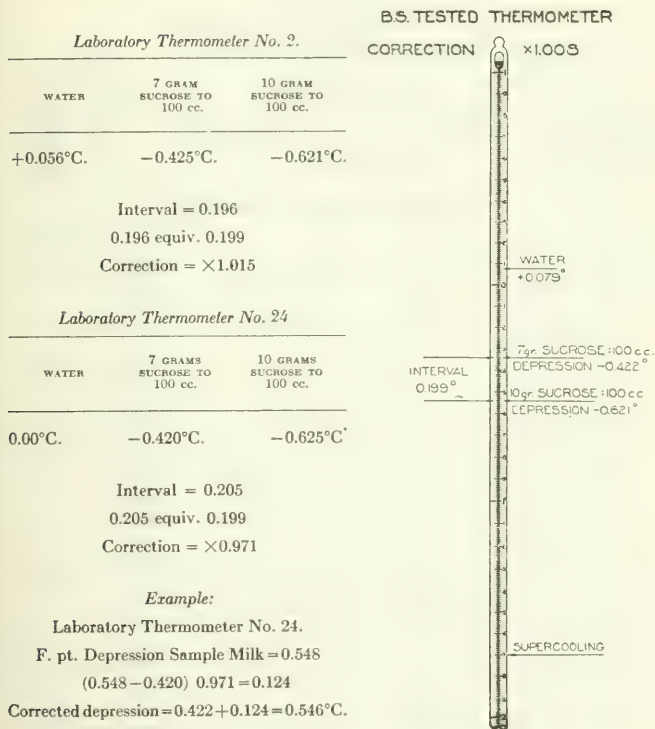 Laboratory Thermometer No. 2.
WATER
7 GRAM
SUCROSE TO
100 cc.
10 GRAM
SUCROSE TO
100 cc.
+0.056°C. −0.425°C. −0.621°C.
Interval = 0.196
0.196 equiv. 0.199
Correction = ×1.015
Laboratory Thermometer No. 24
WATER
7 GRAMS
SUCROSE TO
100 cc.
10 GRAMS
SUCROSE TO
100 cc.
0.00°C. −0.420°C. −0.625°C
Interval = 0.205
0.205 equiv. 0.199
Correction = ×0.971
Example:
Laboratory Thermometer No. 24.
F. pt. Depression Sample Milk = 0.548
(0.548−0.420) 0.971 = 0.124
Corrected depression = 0.422+0.124 = 0.546°C.
B.S. TESTED THERMOMETER
CORRECTION
WATER
+0.079°
7gr. SUCROSE:100cc.
DEPRESSION −0.422°
INTERVAL
0.199°
10gr. SUCROSE:100cc
DEPRESSION −0.621°
SUPERCOOLING